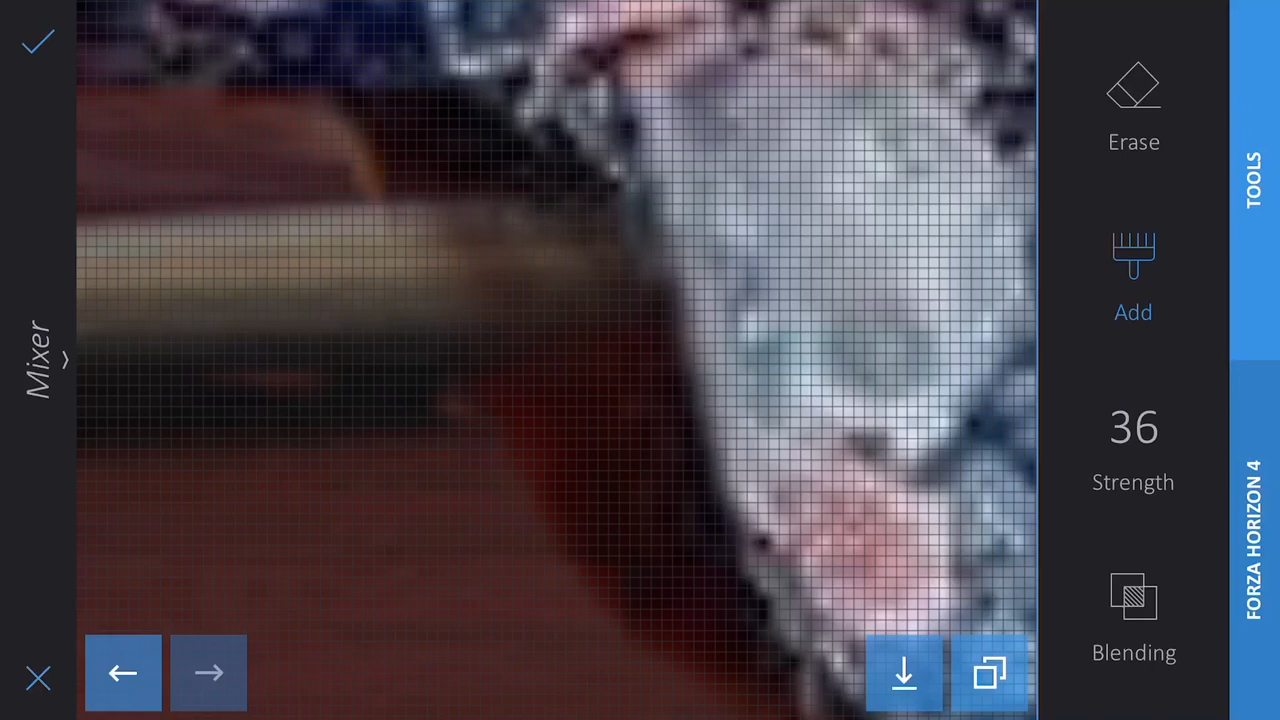 Mixer
Erase
Add
36
Strength
Blending
TOOLS
FORZA HORIZON 4